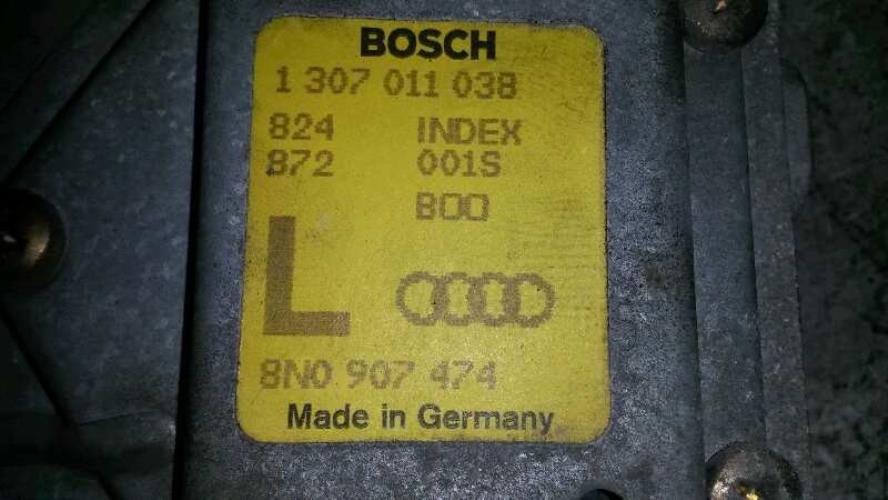 BOSCH
1 307 011 038
824 INDEX
872 001S
B00
L
8N0 907 474
Made in Germany